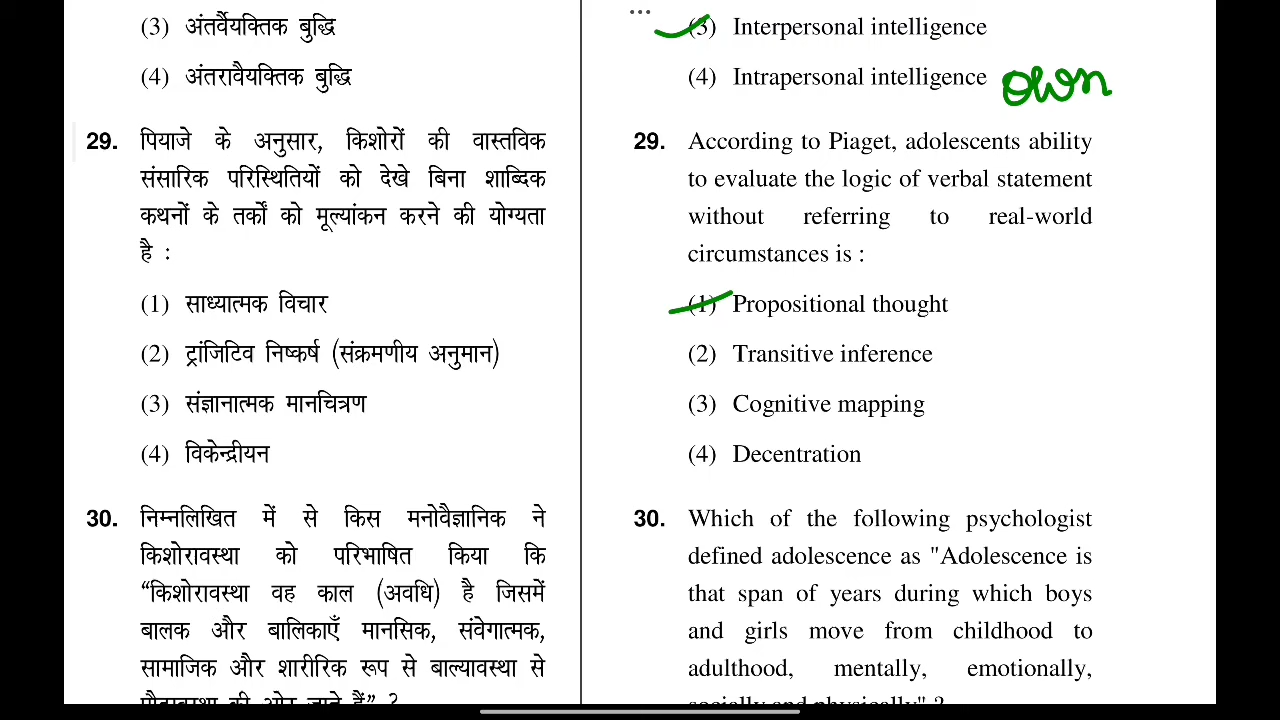 (3) अंतर्वैयक्तिक बुद्धि
(4) अंतरावैयक्तिक बुद्धि
29. पियाजे के अनुसार, किशोरों की वास्तविक
संसारिक परिस्थितियों को देखे बिना शाब्दिक
कथनों के तर्कों को मूल्यांकन करने की योग्यता
है :
(1) साध्यात्मक विचार
(2) ट्रांजिटिव निष्कर्ष (संक्रमणीय अनुमान)
(3) संज्ञानात्मक मानचित्रण
(4) विकेन्द्रीयन
30. निम्नलिखित में से किस मनोवैज्ञानिक ने
किशोरावस्था को परिभाषित किया कि
“किशोरावस्था वह काल (अवधि) है जिसमें
बालक और बालिकाएँ मानसिक, संवेगात्मक,
सामाजिक और शारीरिक रूप से बाल्यावस्था से
प्रौढ़ावस्था की ओर जाते हैं” ?
(3) Interpersonal intelligence
(4) Intrapersonal intelligence own
29. According to Piaget, adolescents ability
to evaluate the logic of verbal statement
without referring to real-world
circumstances is :
(1) Propositional thought
(2) Transitive inference
(3) Cognitive mapping
(4) Decentration
30. Which of the following psychologist
defined adolescence as "Adolescence is
that span of years during which boys
and girls move from childhood to
adulthood, mentally, emotionally,
socially and physically" ?